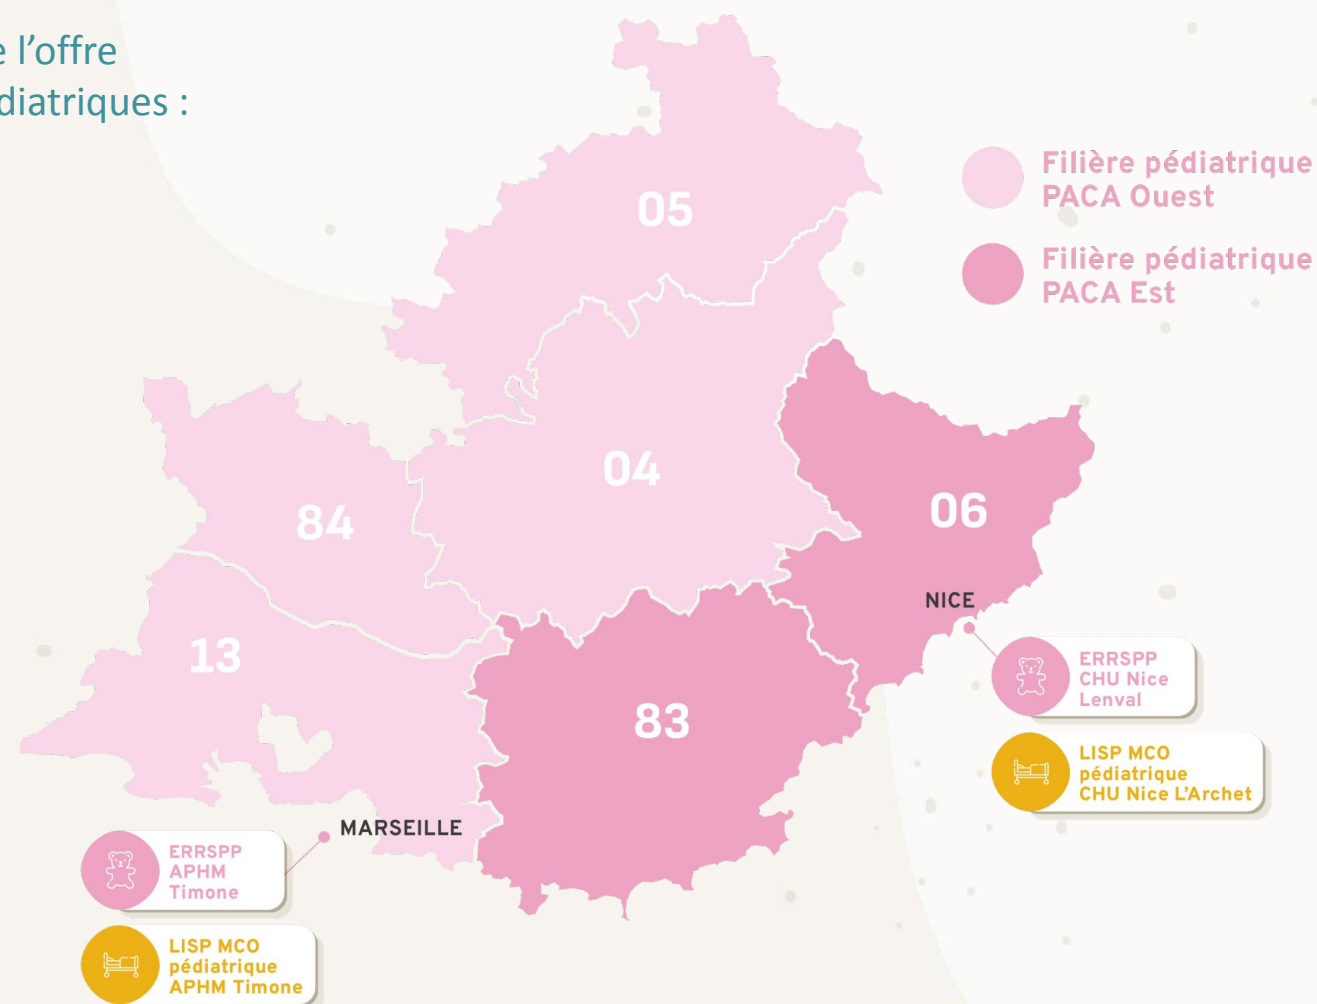 e l'offre
diatriques :
Filière pédiatrique
PACA Ouest
Filière pédiatrique
PACA Est
05
04
84
06
13
83
NICE
ERRSPP
CHU Nice
Lenval
LISP MCO
pédiatrique
CHU Nice L'Archet
MARSEILLE
ERRSPP
APHM
Timone
LISP MCO
pédiatrique
APHM Timone